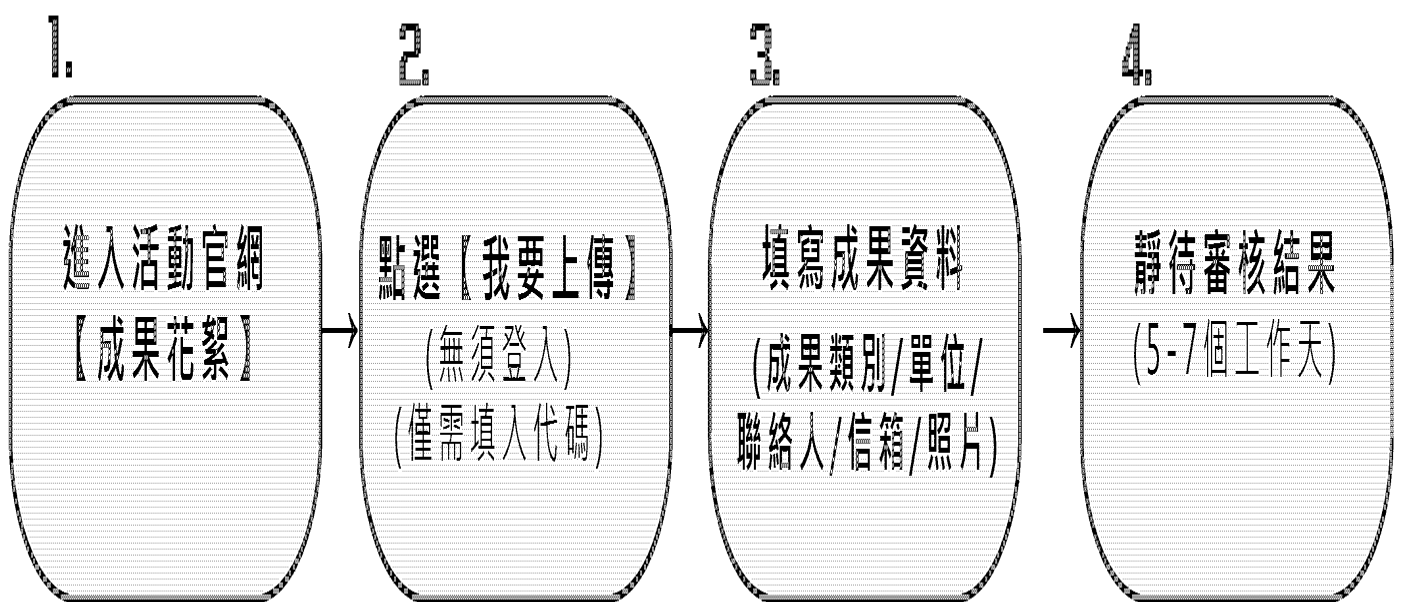 1.
進入活動官網
【成果花絮】
2.
點選【我要上傳】
(無須登入)
(僅需填入代碼)
3.
填寫成果資料
(成果類別/單位/
聯絡人/信箱/照片)
4.
靜待審核結果
(5-7個工作天)